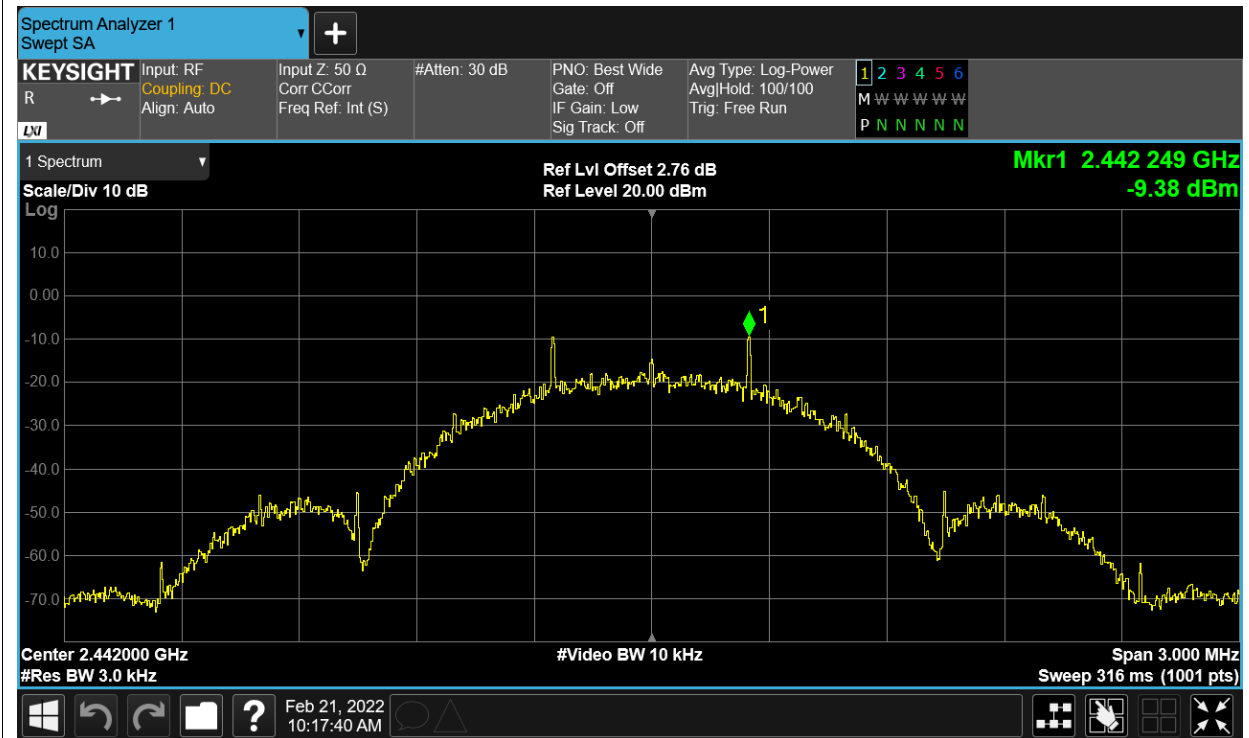 Spectrum Analyzer 1
Swept SA
KEYSIGHT
R
LXI
Input: RF
Coupling: DC
Align: Auto
Input Z: 50 Ω
Corr CCorr
Freq Ref: Int (S)
#Atten: 30 dB
PNO: Best Wide
Gate: Off
IF Gain: Low
Sig Track: Off
Avg Type: Log-Power
Avg|Hold: 100/100
Trig: Free Run
1 2 3 4 5 6
M W W W W W
P N N N N N
1 Spectrum
Scale/Div 10 dB
Log
Ref Lvl Offset 2.76 dB
Ref Level 20.00 dBm
Mkr1 2.442 249 GHz
-9.38 dBm
10.0
0.00
-10.0
-20.0
-30.0
-40.0
-50.0
-60.0
-70.0
1
Center 2.442000 GHz
#Res BW 3.0 kHz
#Video BW 10 kHz
Span 3.000 MHz
Sweep 316 ms (1001 pts)
?
Feb 21, 2022
10:17:40 AM